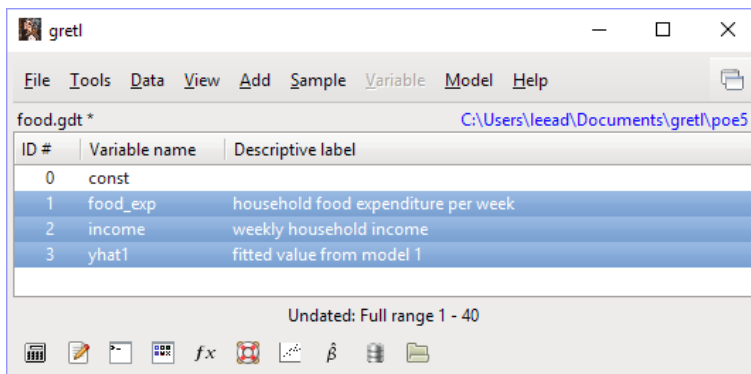 gretl
File Tools Data View Add Sample Variable Model Help
food.gdt * C:\Users\leead\Documents\gretl\poe5
ID # Variable name Descriptive label
0 const
1 food_exp household food expenditure per week
2 income weekly household income
3 yhat1 fitted value from model 1
Undated: Full range 1 - 40
fx β̂